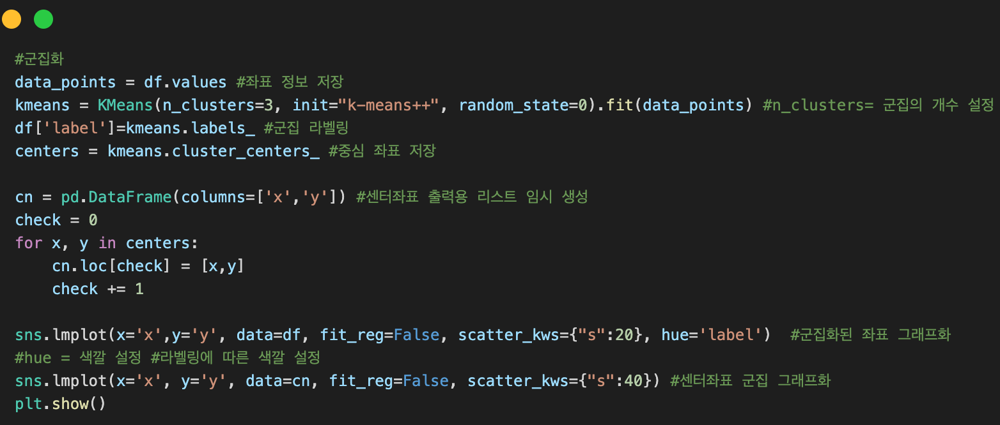 #군집화
data_points = df.values #좌표 정보 저장
kmeans = KMeans(n_clusters=3, init="k-means++", random_state=0).fit(data_points) #n_clusters= 군집의 개수 설정
df['label']=kmeans.labels_ #군집 라벨링
centers = kmeans.cluster_centers_ #중심 좌표 저장

cn = pd.DataFrame(columns=['x','y']) #센터좌표 출력용 리스트 임시 생성
check = 0
for x, y in centers:
    cn.loc[check] = [x,y]
    check += 1

sns.lmplot(x='x',y='y', data=df, fit_reg=False, scatter_kws={"s":20}, hue='label')  #군집화된 좌표 그래프화
#hue = 색깔 설정 #라벨링에 따른 색깔 설정
sns.lmplot(x='x', y='y', data=cn, fit_reg=False, scatter_kws={"s":40}) #센터좌표 군집 그래프화
plt.show()